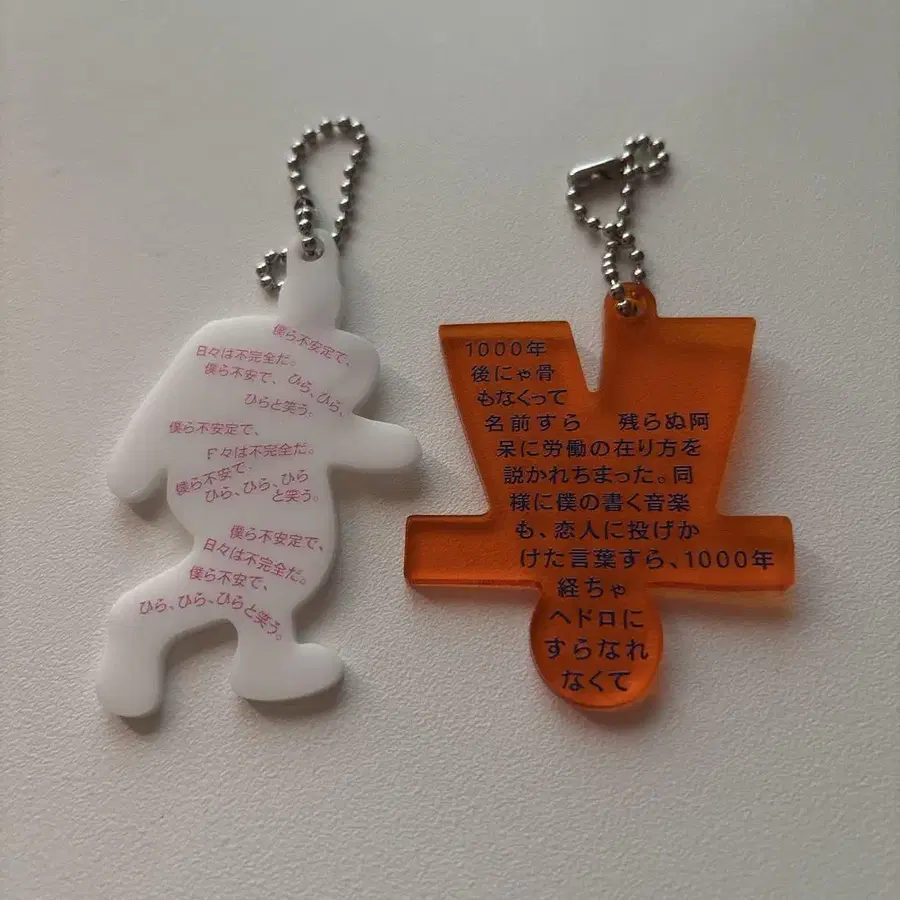 僕ら不安定で、
日々は不完全だ。
僕ら不安で、ひら、ひら、
ひらと笑う。
僕ら不安定で、
日々は不完全だ。
僕ら不安で、
ひら、ひら、ひら
と笑う。
僕ら不安定で、
日々は不完全だ。
僕ら不安で、
ひら、ひら、ひらと笑う。
1000年
後にゃ骨
もなくって
名前すら 残らぬ阿
呆に労働の在り方を
説かれちまった。同
様に僕の書く音楽
も、恋人に投げか
けた言葉すら、1000年
経ちゃ
ヘドロに
すらなれ
なくて